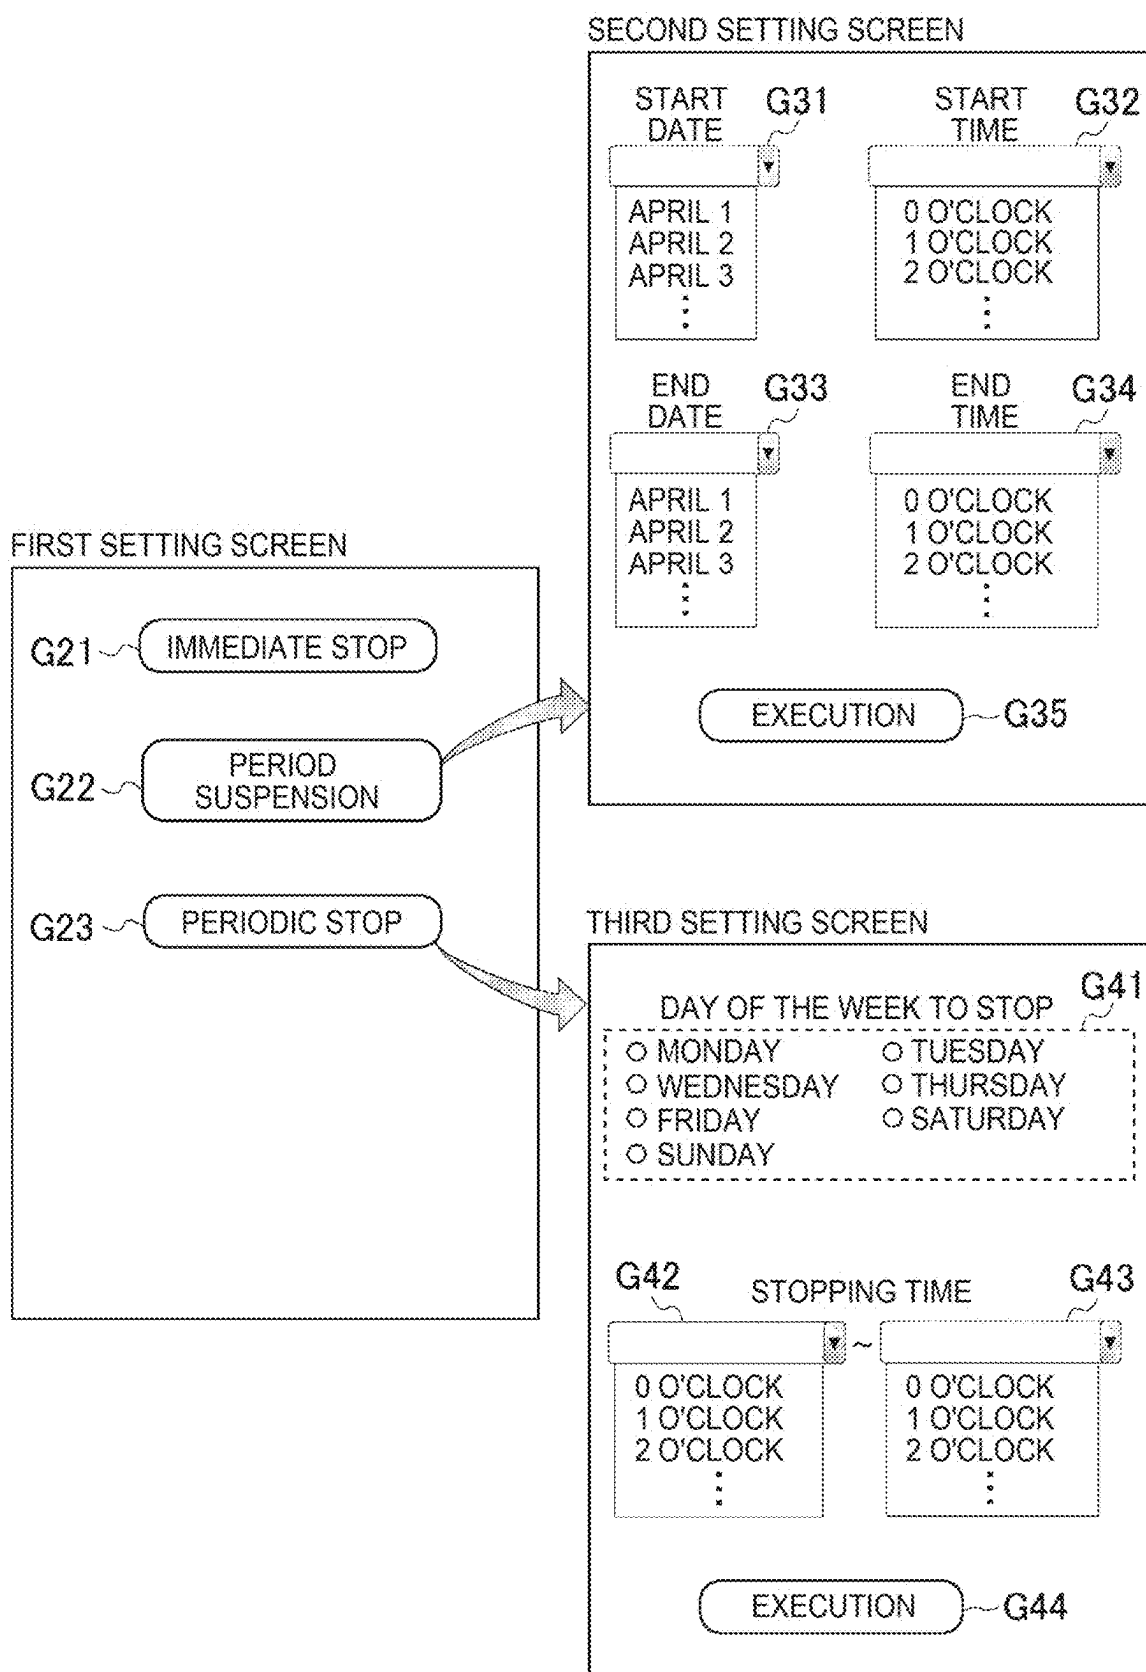 SECOND SETTING SCREEN
START DATE
G31
START TIME
G32
▼
▼
APRIL 1
APRIL 2
APRIL 3
0 O'CLOCK
1 O'CLOCK
2 O'CLOCK
END DATE
G33
END TIME
G34
▼
▼
APRIL 1
APRIL 2
APRIL 3
0 O'CLOCK
1 O'CLOCK
2 O'CLOCK
EXECUTION
G35
FIRST SETTING SCREEN
G21
IMMEDIATE STOP
G22
PERIOD
SUSPENSION
G23
PERIODIC STOP
THIRD SETTING SCREEN
DAY OF THE WEEK TO STOP
G41
○ MONDAY
○ TUESDAY
○ WEDNESDAY
○ THURSDAY
○ FRIDAY
○ SATURDAY
○ SUNDAY
G42
STOPPING TIME
G43
▼ ~ ▼
0 O'CLOCK
1 O'CLOCK
2 O'CLOCK
0 O'CLOCK
1 O'CLOCK
2 O'CLOCK
EXECUTION
G44